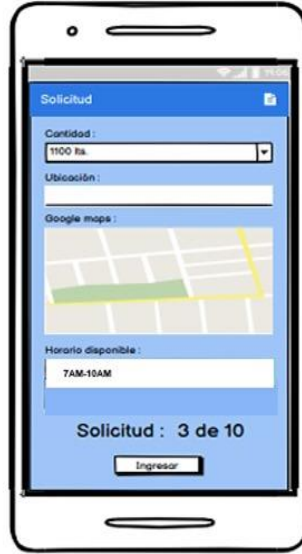 Solicitud
Cantidad :
1100 lts.
Ubicación :
Google maps :
Horario disponible :
7AM-10AM
Solicitud : 3 de 10
Ingresar